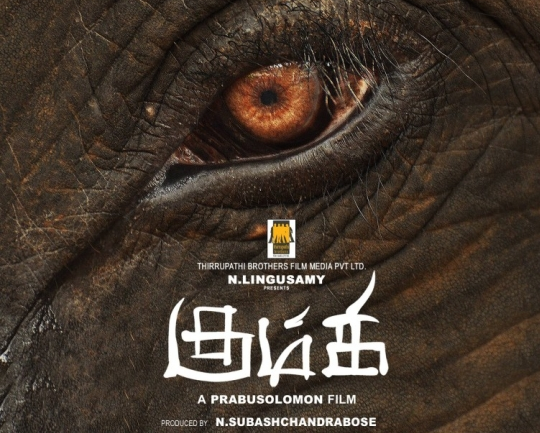 THIRRUPATHI BROTHERS FILM MEDIA PVT LTD.
N.LINGUSAMY
PRESENTS
கும்கி
A PRABUSOLOMON FILM
PRODUCED BY N.SUBASHCHANDRABOSE